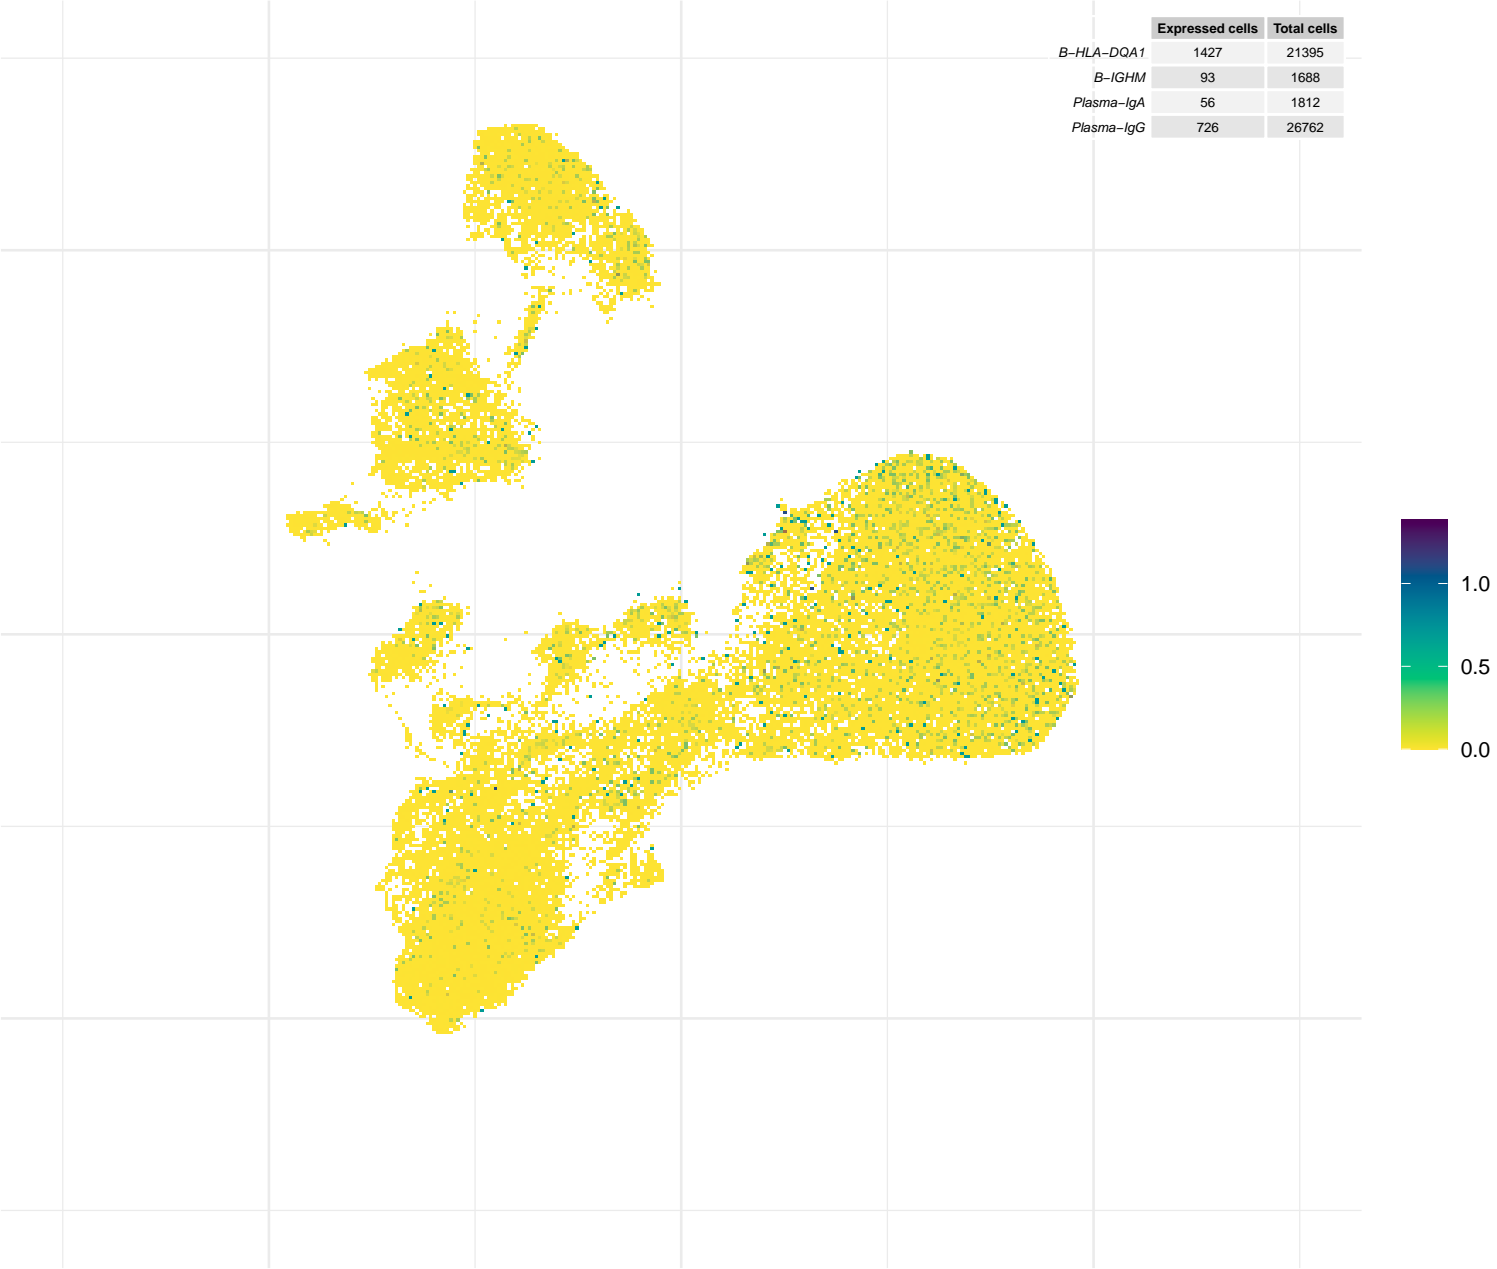 Expressed cells Total cells
B−HLA−DQA1 1427 21395
B−IGHM 93 1688
Plasma−IgA 56 1812
Plasma−IgG 726 26762
1.0
0.5
0.0